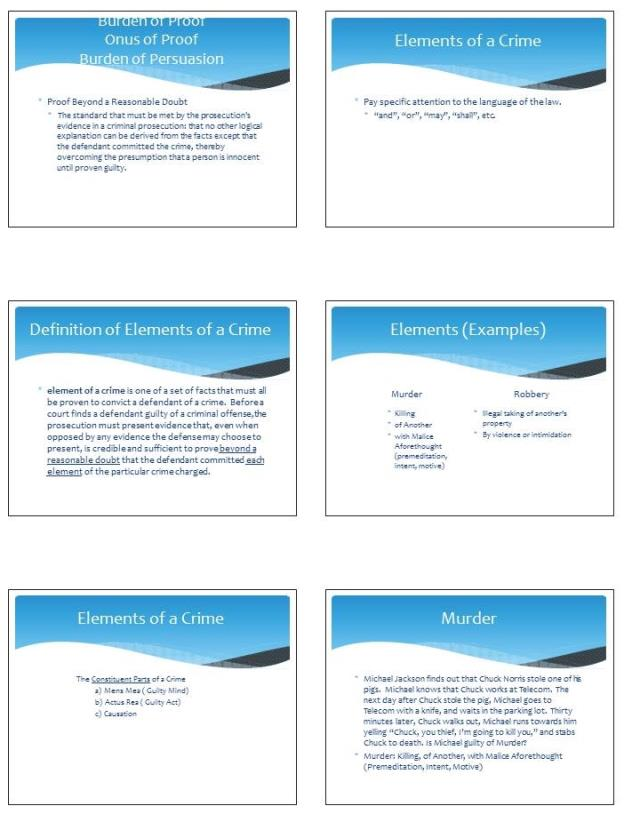 Burden of Proof
Onus of Proof
Burden of Persuasion
Proof Beyond a Reasonable Doubt
The standard that must be met by the prosecution's
evidence in a criminal prosecution: that no other logical
explanation can be derived from the facts except that
the defendant committed the crime, thereby
overcoming the presumption that a person is innocent
until proven guilty.
Elements of a Crime
Pay specific attention to the language of the law.
"and", "or", "may", "shall", etc.
Definition of Elements of a Crime
element of a crime is one of a set of facts that must all
be proven to convict a defendant of a crime. Before a
court finds a defendant guilty of a criminal offense, the
prosecution must present evidence that, even when
opposed by any evidence the defense may choose to
present, is credible and sufficient to prove beyond a
reasonable doubt that the defendant committed each
element of the particular crime charged.
Elements (Examples)
Murder
Killing
of Another
with Malice
Aforethought
(premeditation,
intent, motive)
Robbery
Illegal taking of another's
property
By violence or intimidation
Elements of a Crime
The Constituent Parts of a Crime
a) Mens Rea ( Guilty Mind)
b) Actus Rea ( Guilty Act)
c) Causation
Murder
Michael Jackson finds out that Chuck Norris stole one of his
pigs. Michael knows that Chuck works at Telecom. The
next day after Chuck stole the pig, Michael goes to
Telecom with a knife, and waits in the parking lot. Thirty
minutes later, Chuck walks out, Michael runs towards him
yelling "Chuck, you thief, I'm going to kill you," and stabs
Chuck to death. Is Michael guilty of Murder?
Murder: Killing, of Another, with Malice Aforethought
(Premeditation, Intent, Motive)